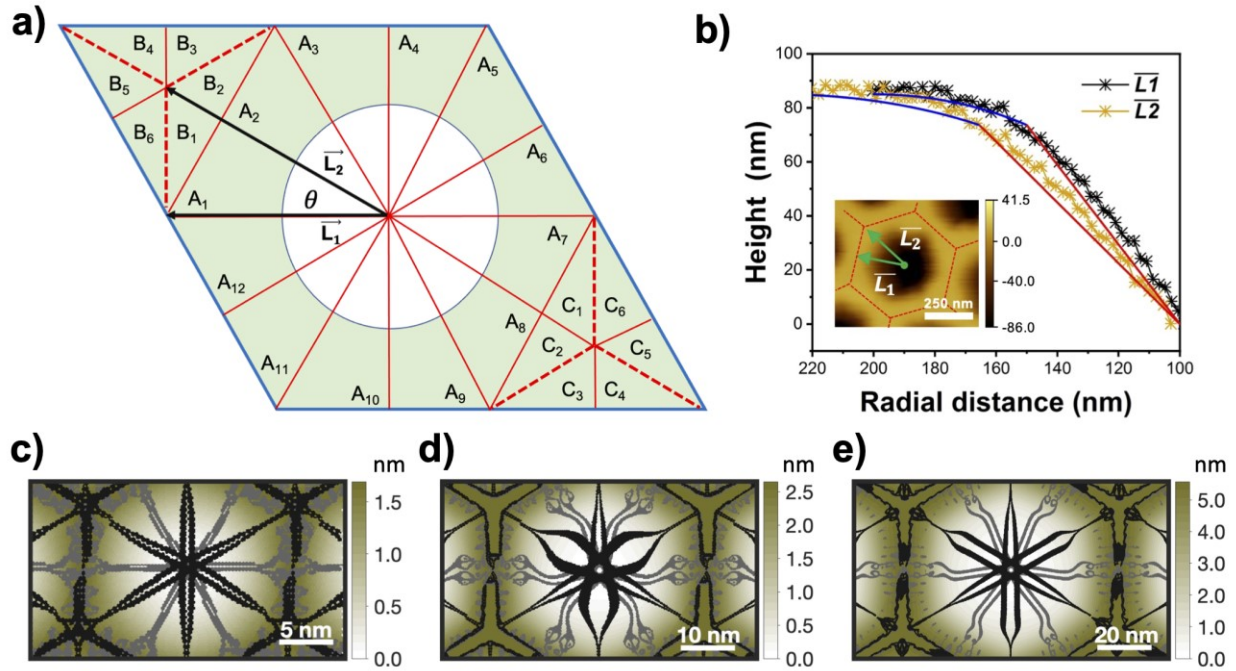 a)
B₄ B₃ A₃ A₄ A₅
B₅ B₂
B₆ B₁ A₂ A₆
L₂
A₁ θ
L₁ A₇
A₁₂ C₁ C₆
A₈ C₂ C₅
A₁₁ A₁₀ A₉ C₃ C₄
b)
Height (nm)
100
80
60
40
20
0
L1
L2
L₂
L₁
250 nm
41.5
0.0
-40.0
-86.0
220 200 180 160 140 120 100
Radial distance (nm)
c)
nm
1.5
1.0
0.5
0.0
5 nm
d)
nm
2.5
2.0
1.5
1.0
0.5
0.0
10 nm
e)
nm
5.0
4.0
3.0
2.0
1.0
0.0
20 nm